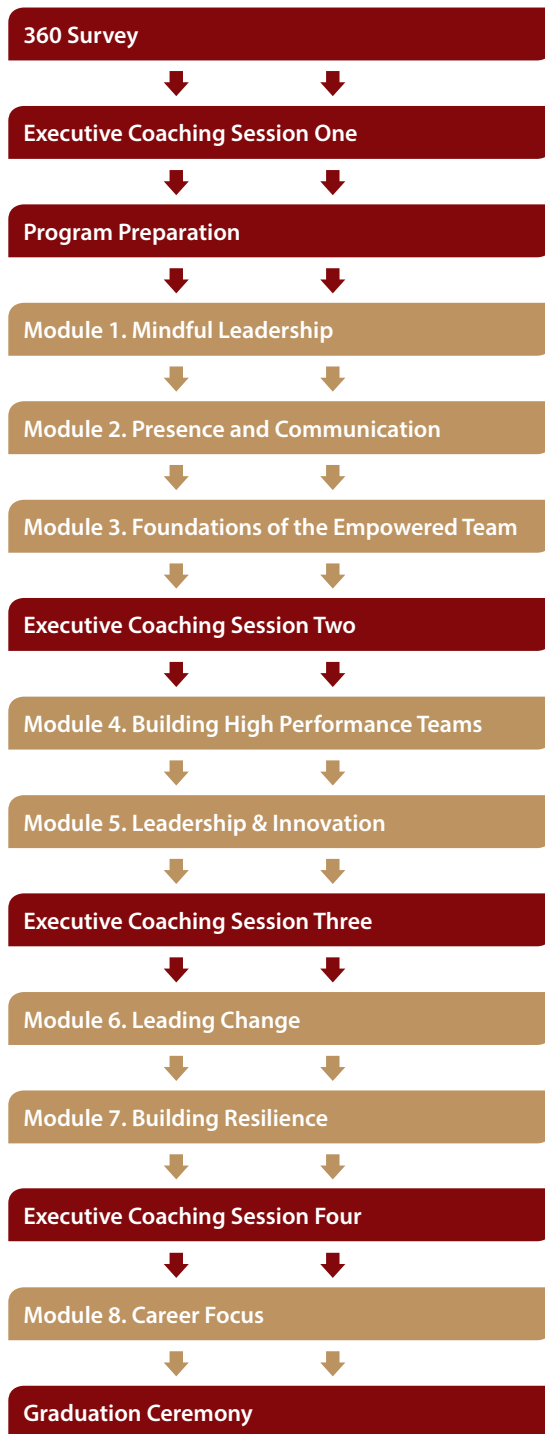 360 Survey
Executive Coaching Session One
Program Preparation
Module 1. Mindful Leadership
Module 2. Presence and Communication
Module 3. Foundations of the Empowered Team
Executive Coaching Session Two
Module 4. Building High Performance Teams
Module 5. Leadership & Innovation
Executive Coaching Session Three
Module 6. Leading Change
Module 7. Building Resilience
Executive Coaching Session Four
Module 8. Career Focus
Graduation Ceremony